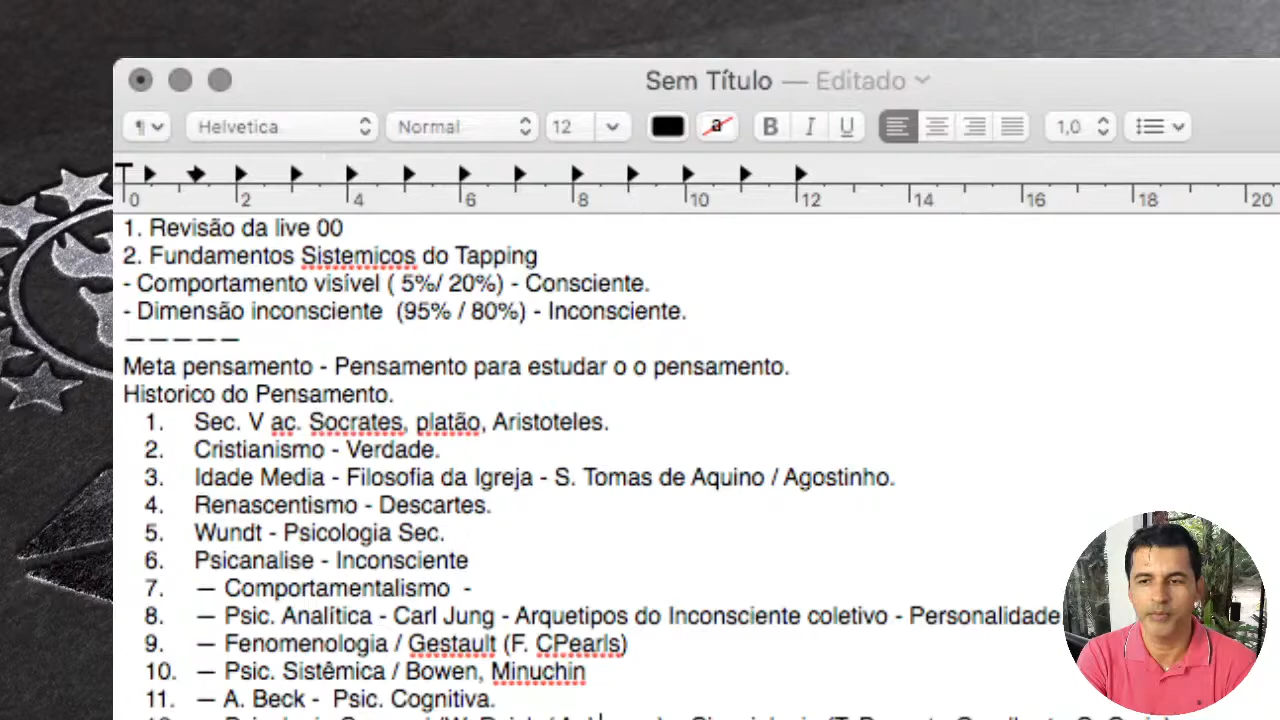 Sem Título — Editado
¶ Helvetica Normal 12 a B I U 1,0
0 2 4 6 8 10 12 14 16 18 20
1. Revisão da live 00
2. Fundamentos Sistemicos do Tapping
- Comportamento visível ( 5%/ 20%) - Consciente.
- Dimensão inconsciente  (95% / 80%) - Inconsciente.
—————
Meta pensamento - Pensamento para estudar o o pensamento.
Historico do Pensamento.
1. Sec. V ac. Socrates, platão, Aristoteles.
2. Cristianismo - Verdade.
3. Idade Media - Filosofia da Igreja - S. Tomas de Aquino / Agostinho.
4. Renascentismo - Descartes.
5. Wundt - Psicologia Sec.
6. Psicanalise - Inconsciente
7. — Comportamentalismo  -
8. — Psic. Analítica - Carl Jung - Arquetipos do Inconsciente coletivo - Personalidade
9. — Fenomenologia / Gestault (F. CPearls)
10. — Psic. Sistêmica / Bowen, Minuchin
11. — A. Beck -  Psic. Cognitiva.